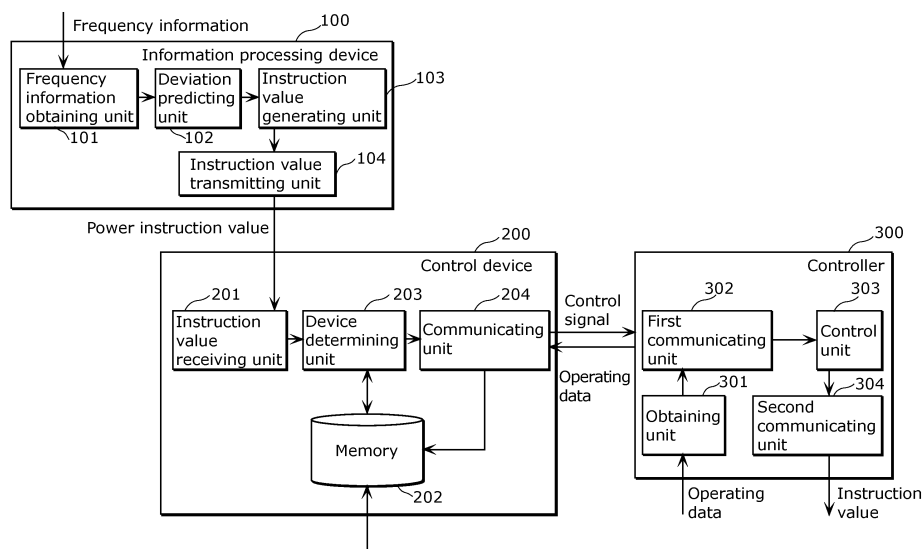 Frequency information
100
Information processing device
Frequency
information
obtaining unit
101
Deviation
predicting
unit
102
Instruction
value
generating unit
103
Instruction value
transmitting unit
104
Power instruction value
200
Control device
201
Instruction
value
receiving unit
203
Device
determining
unit
204
Communicating
unit
Memory
202
Control
signal
Operating
data
300
Controller
302
First
communicating
unit
303
Control
unit
301
Obtaining
unit
304
Second
communicating
unit
Operating
data
Instruction
value